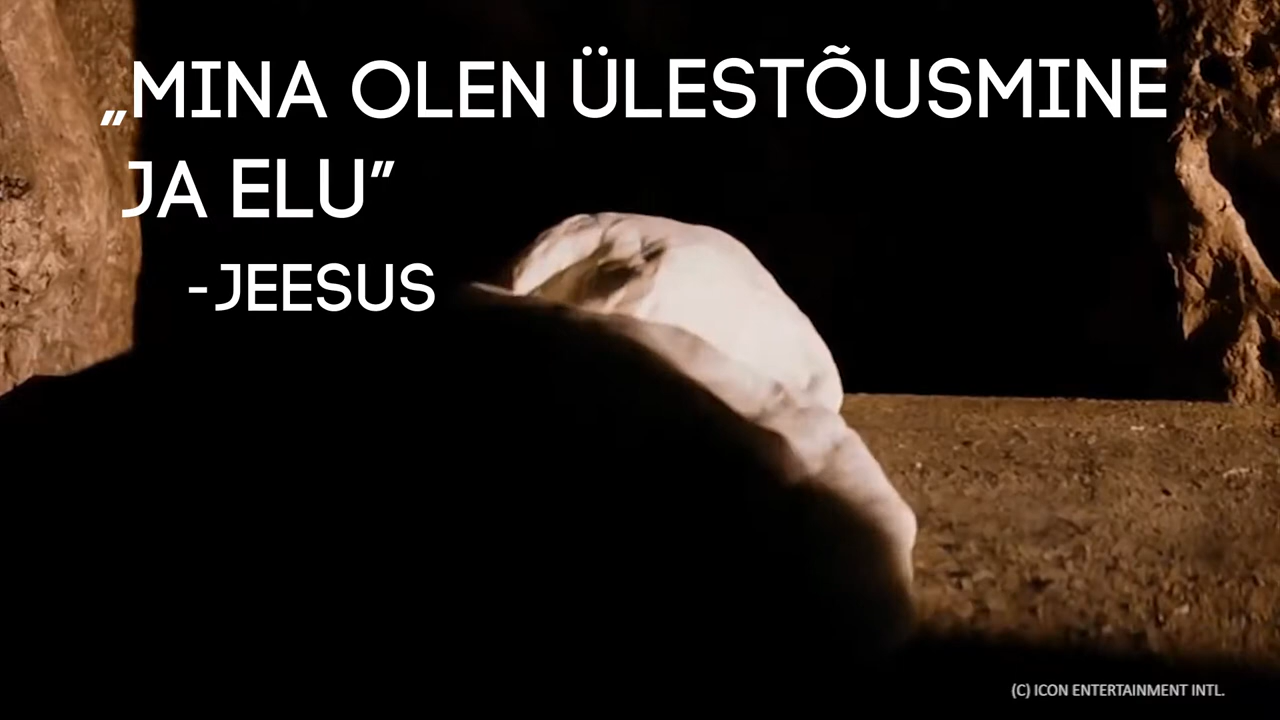 „MINA OLEN ÜLESTÕUSMINE
JA ELU”
-JEESUS
(C) ICON ENTERTAINMENT INTL.